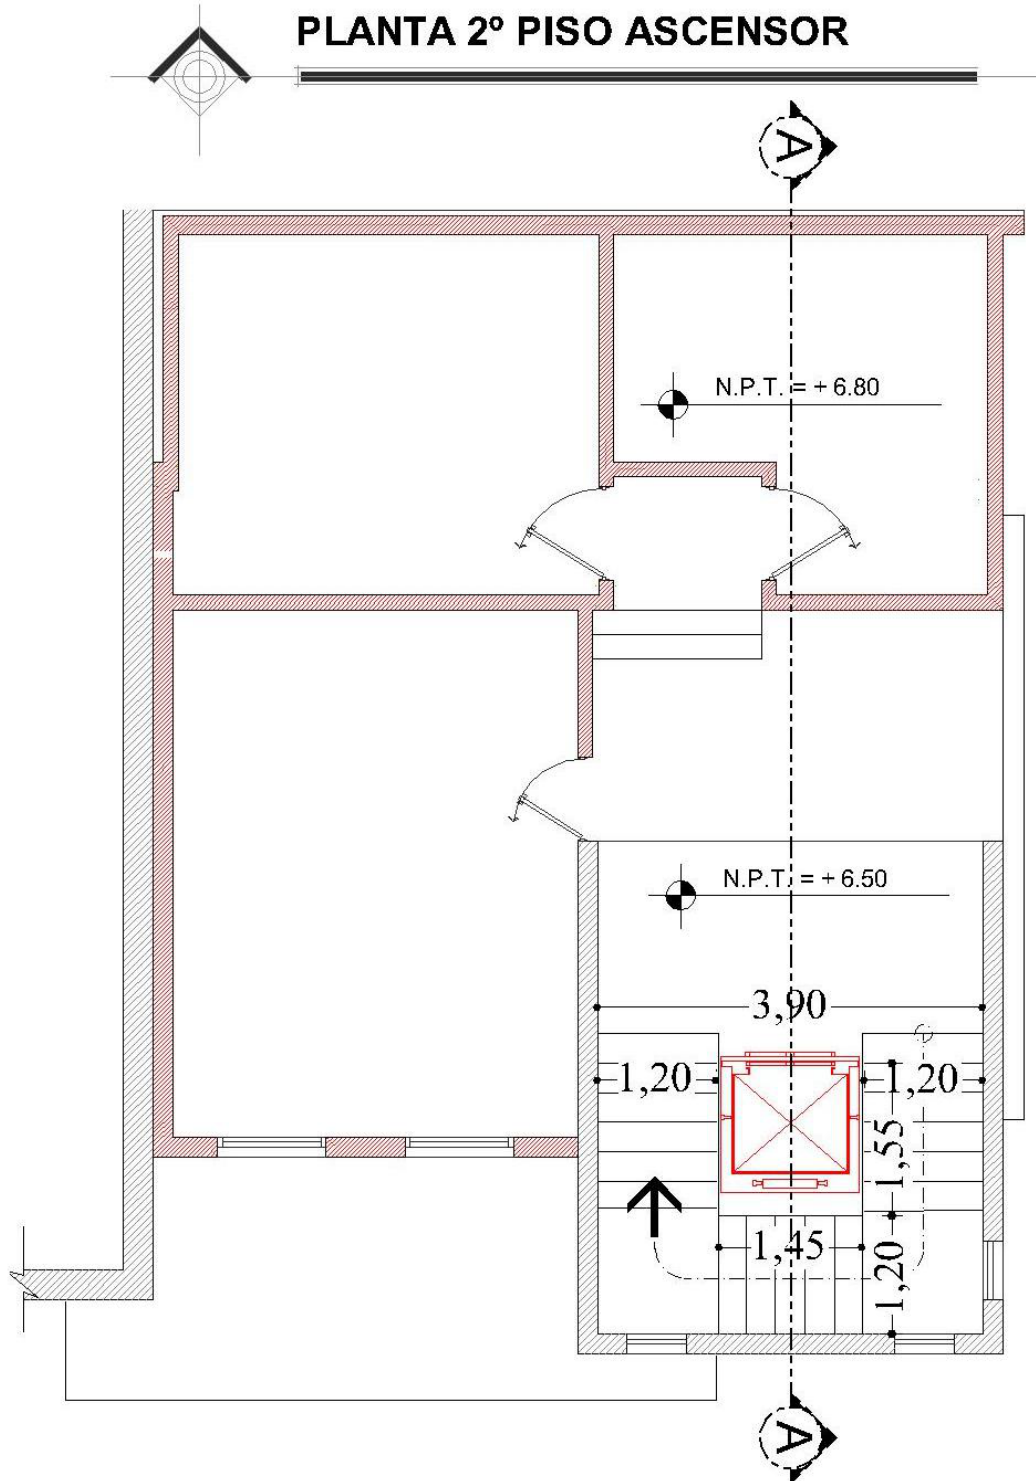 PLANTA 2º PISO ASCENSOR
A
N.P.T. = + 6.80
N.P.T. = + 6.50
3,90
1,20
1,20
1,55
1,45
1,20
A